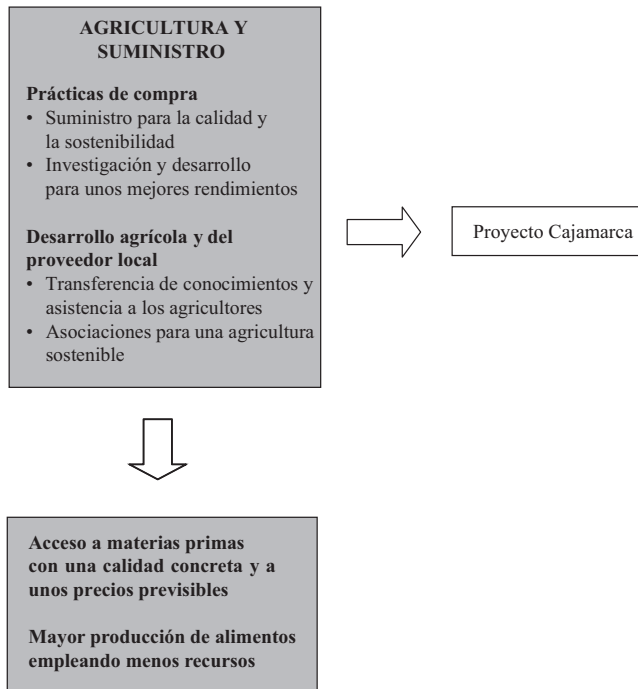 AGRICULTURA Y
SUMINISTRO
Prácticas de compra
• Suministro para la calidad y
la sostenibilidad
• Investigación y desarrollo
para unos mejores rendimientos
Desarrollo agrícola y del
proveedor local
• Transferencia de conocimientos y
asistencia a los agricultores
• Asociaciones para una agricultura
sostenible
Proyecto Cajamarca
Acceso a materias primas
con una calidad concreta y a
unos precios previsibles
Mayor producción de alimentos
empleando menos recursos